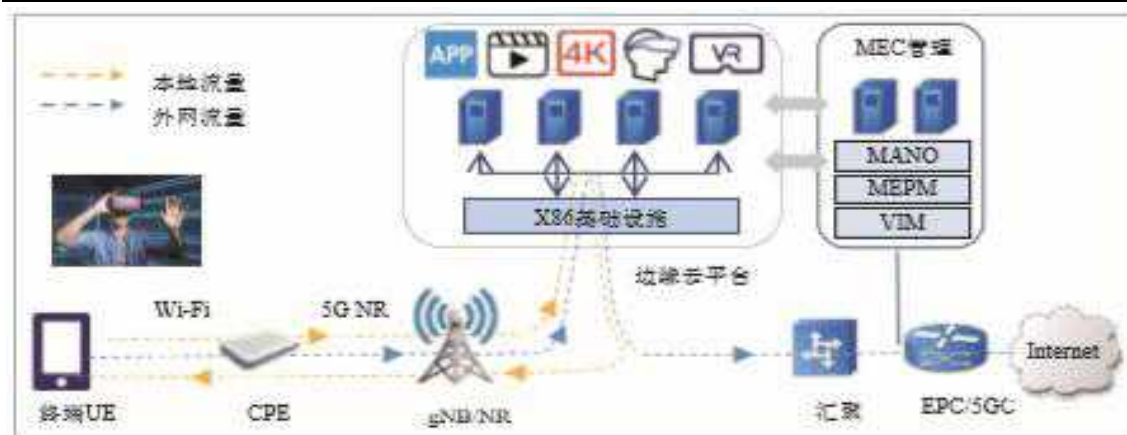 本地流量
外网流量
APP
4K
VR
MEC管理
MANO
MEPM
VIM
X86基础设施
边缘云平台
Wi-Fi
5G NR
Internet
终端UE
CPE
gNB/NR
汇聚
EPC/5GC